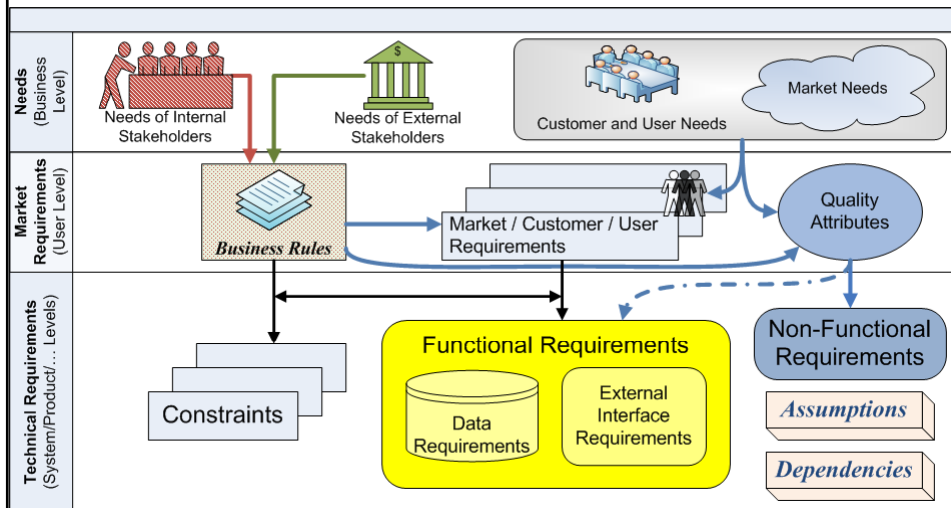 Needs
(Business
Level)
Needs of Internal
Stakeholders
$
Needs of External
Stakeholders
Customer and User Needs
Market Needs
Market
Requirements
(User Level)
Business Rules
Market / Customer / User
Requirements
Quality
Attributes
Technical Requirements
(System/Product/... Levels)
Constraints
Functional Requirements
Data
Requirements
External
Interface
Requirements
Non-Functional
Requirements
Assumptions
Dependencies